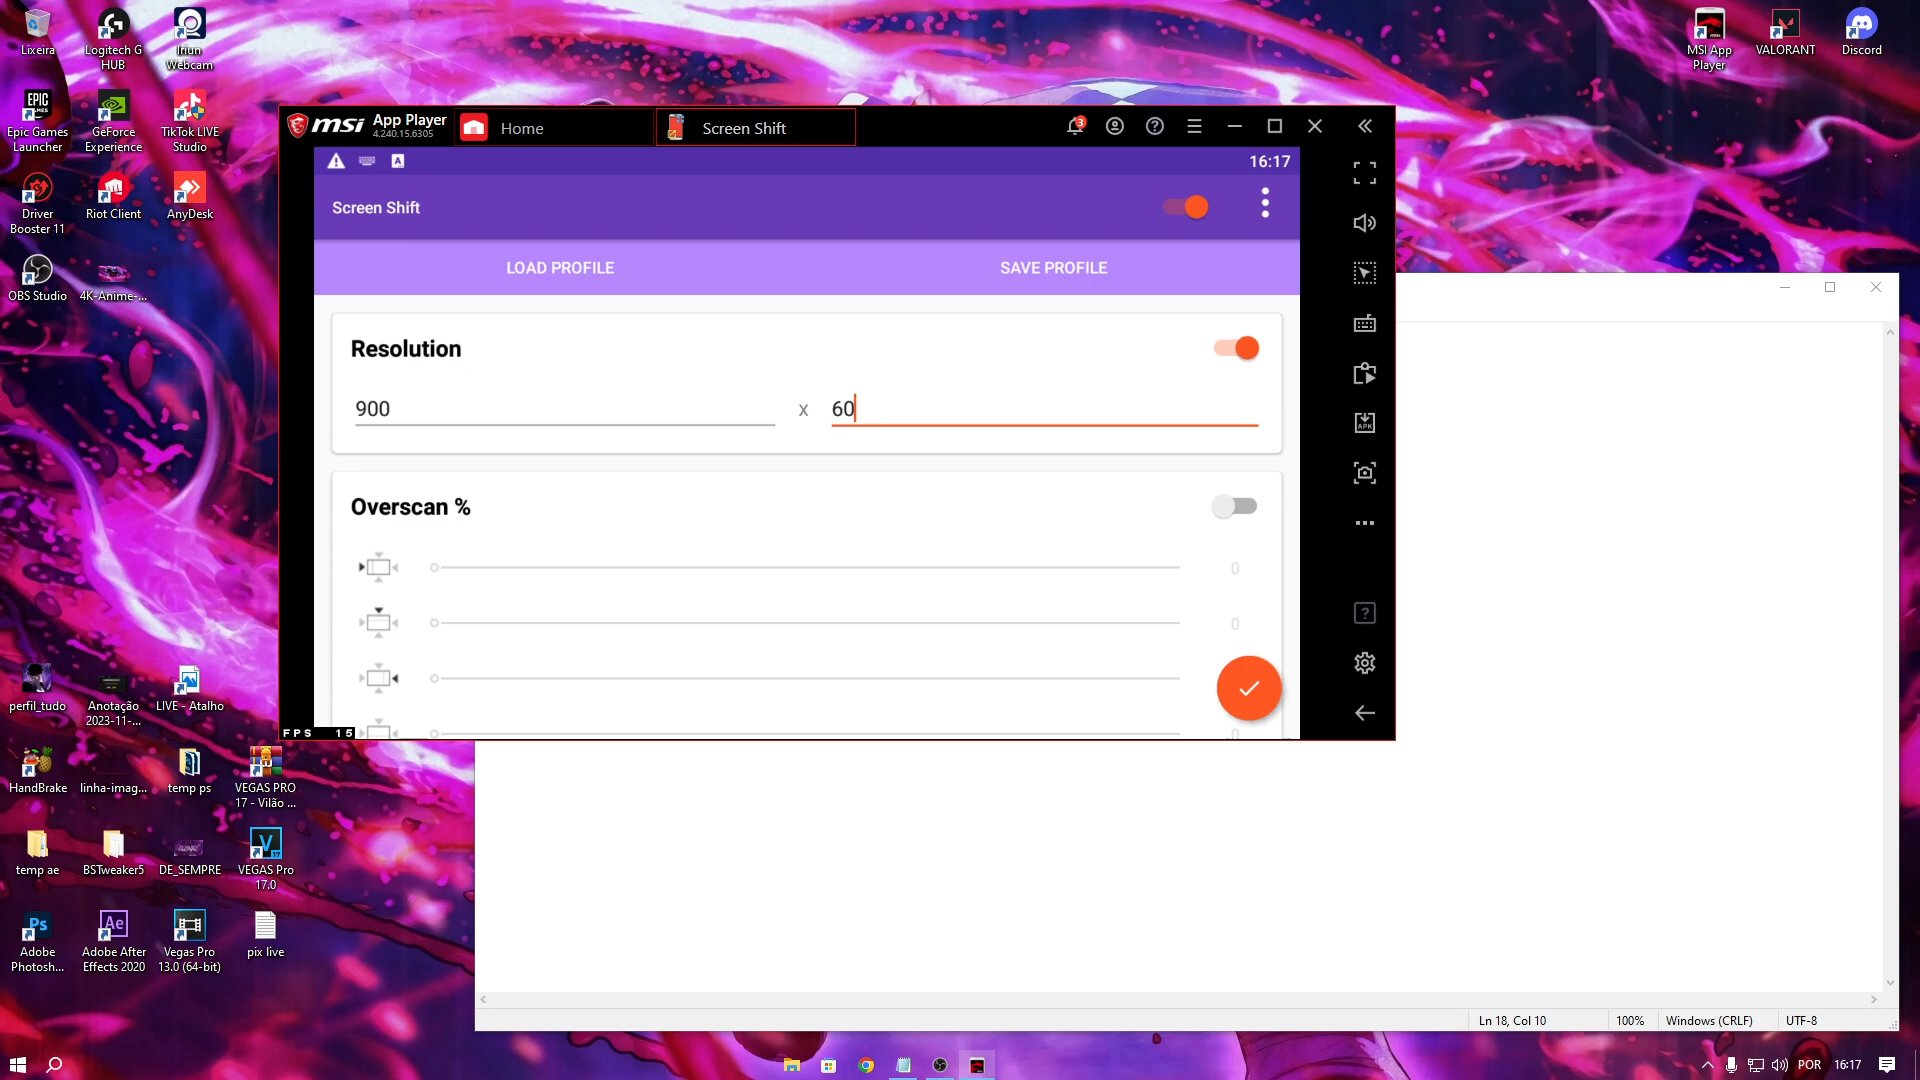 Lixeira
Logitech G
HUB
Iriun
Webcam
MSI App
Player
VALORANT
Discord
Epic Games
Launcher
GeForce
Experience
TikTok LIVE
Studio
Driver
Booster 11
Riot Client
AnyDesk
OBS Studio
4K-Anime-...
msi App Player
4.240.15.6305
Home
Screen Shift
3
16:17
Screen Shift
LOAD PROFILE
SAVE PROFILE
Resolution
900 x 60
Overscan %
0
0
0
FPS 15
APK
perfil_tudo
Anotação
2023-11-...
LIVE - Atalho
HandBrake
linha-imag...
temp ps
VEGAS PRO
17 - Vilão ...
temp ae
BSTweaker5
DE_SEMPRE
VEGAS Pro
17.0
Adobe
Photosh...
Adobe After
Effects 2020
Vegas Pro
13.0 (64-bit)
pix live
Ln 18, Col 10
100%
Windows (CRLF)
UTF-8
POR
16:17